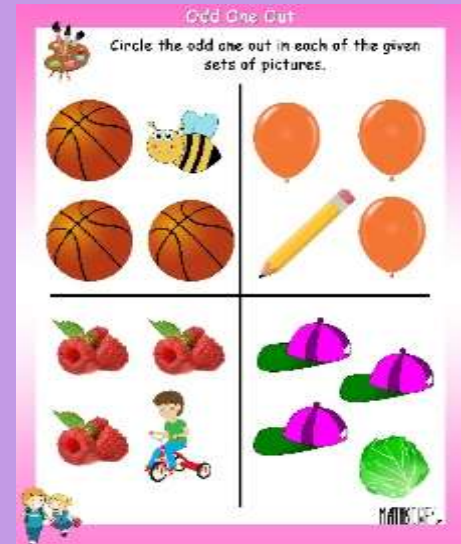 Odd One Out
Circle the odd one out in each of the given
sets of pictures.